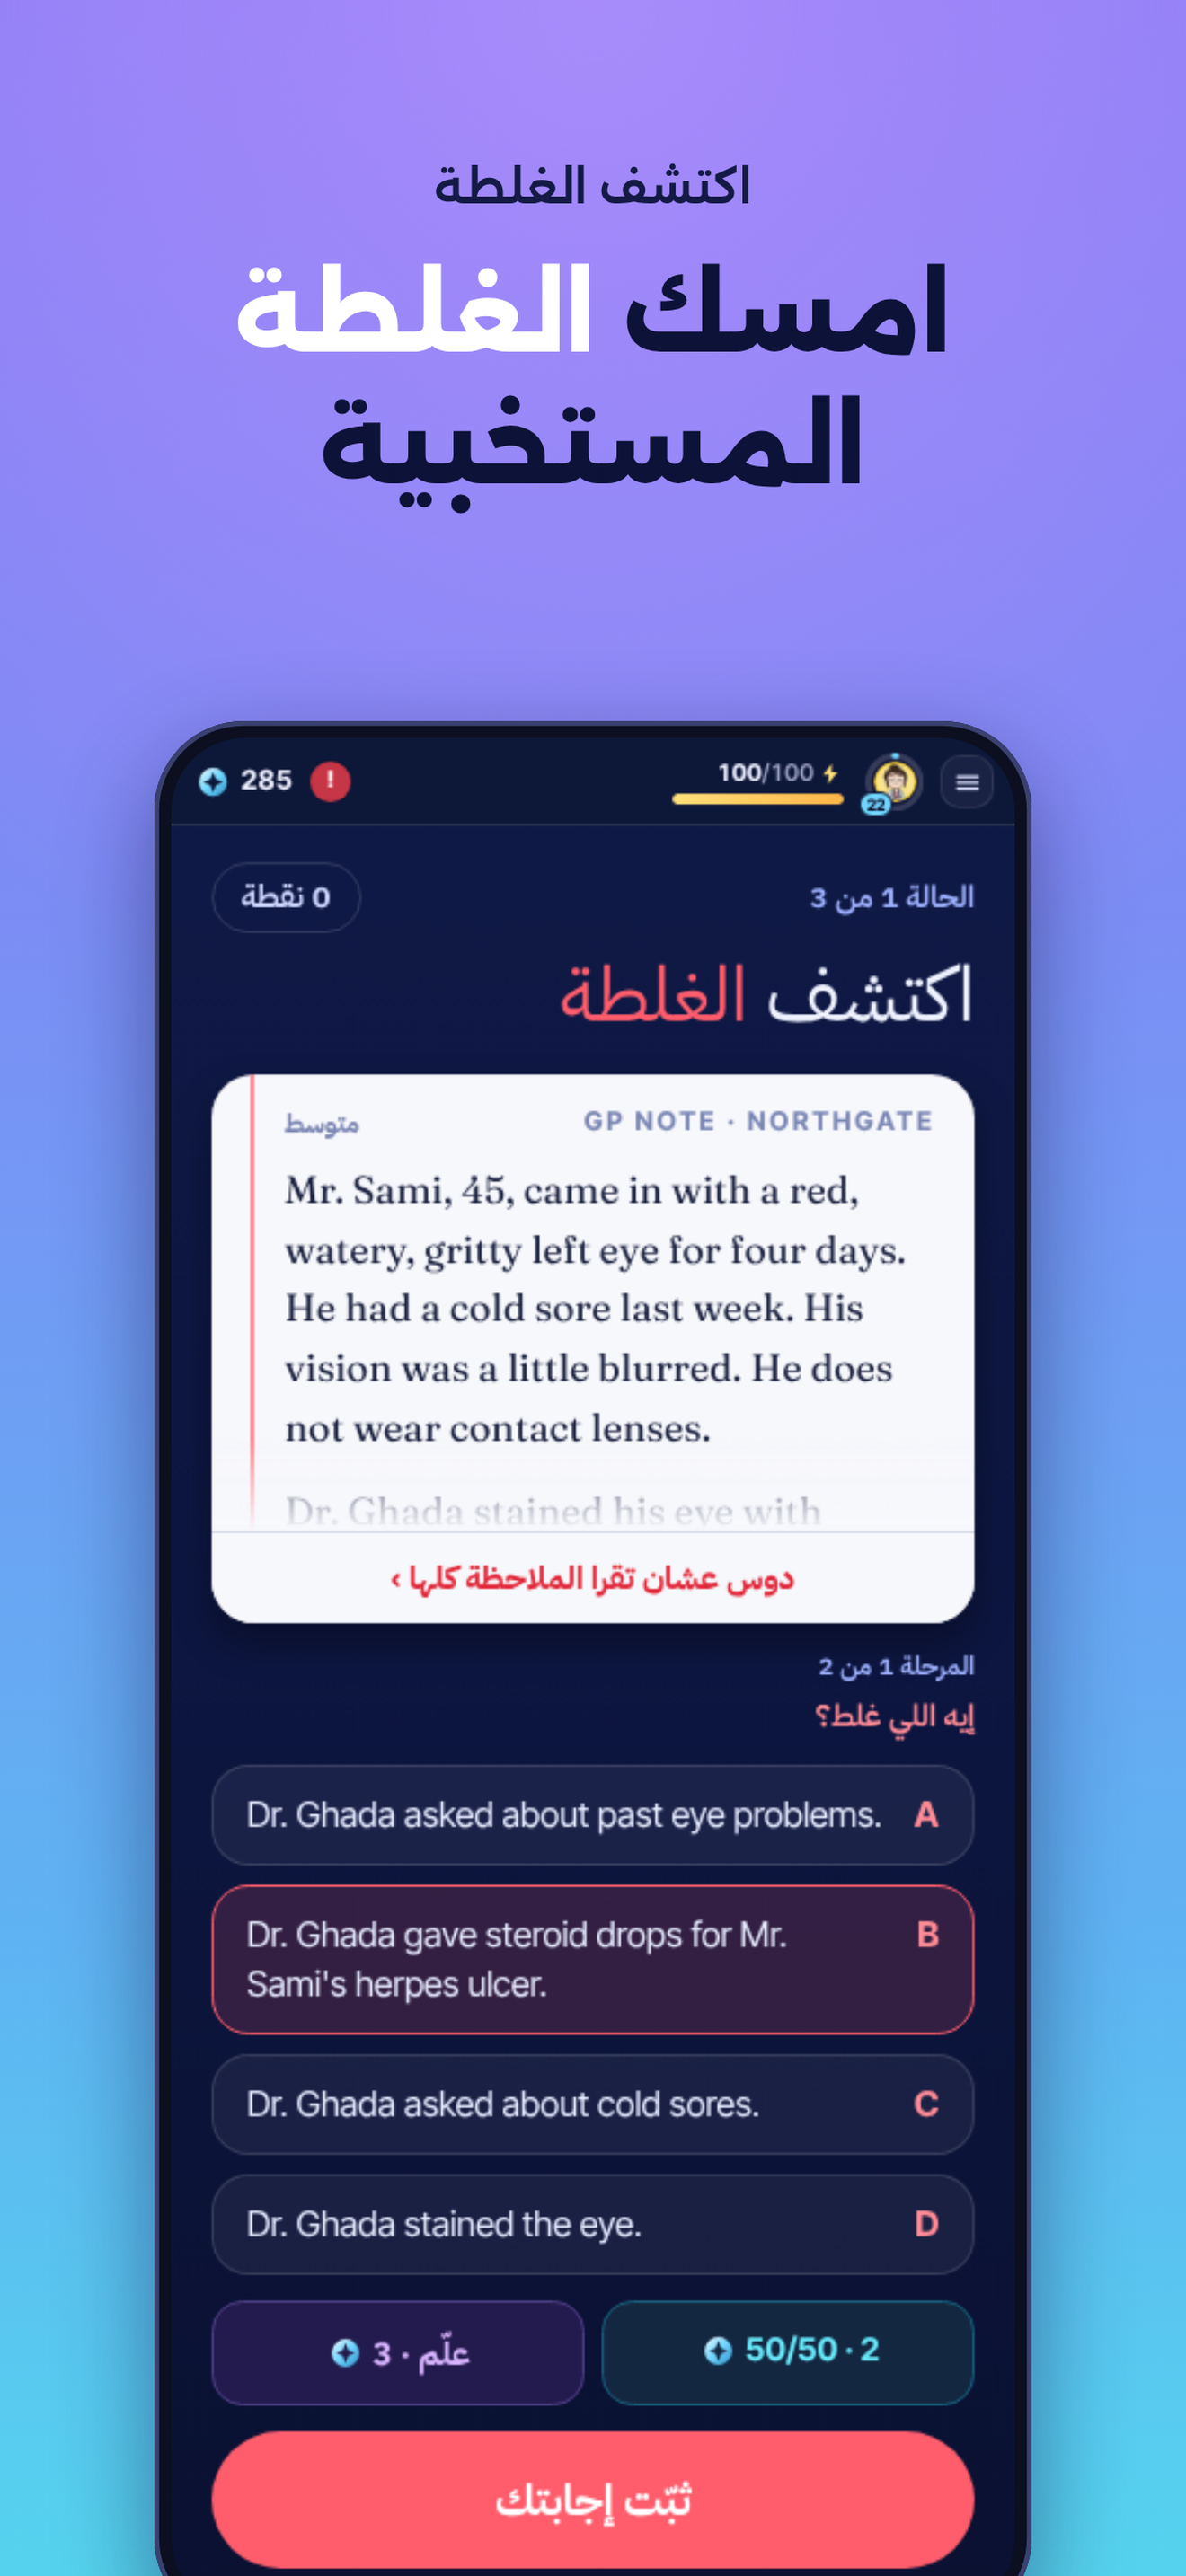 اكتشف الغلطة
امسك الغلطة
المستخبية
285 !
100/100
22
الحالة 1 من 3
0 نقطة
اكتشف الغلطة
GP NOTE · NORTHGATE
متوسط
Mr. Sami, 45, came in with a red,
watery, gritty left eye for four days.
He had a cold sore last week. His
vision was a little blurred. He does
not wear contact lenses.
Dr. Ghada stained his eye with
دوس عشان تقرا الملاحظة كلها ›
المرحلة 1 من 2
إيه اللي غلط؟
A Dr. Ghada asked about past eye problems.
B Dr. Ghada gave steroid drops for Mr.
Sami's herpes ulcer.
C Dr. Ghada asked about cold sores.
D Dr. Ghada stained the eye.
50/50 · 2
علّم · 3
ثبّت إجابتك